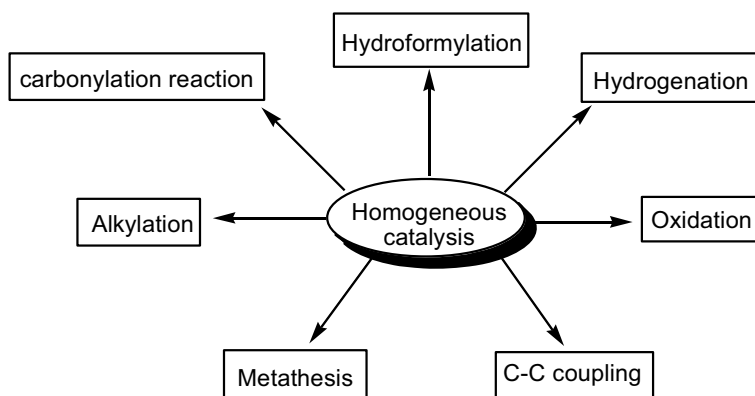 Hydroformylation
carbonylation reaction
Hydrogenation
Alkylation
Homogeneous
catalysis
Oxidation
Metathesis
C-C coupling